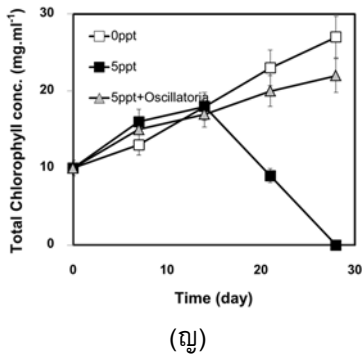 Total Chlorophyll conc. (mg.ml⁻¹)
30
20
10
0
0ppt
5ppt
5ppt+Oscillatoria
0
10
20
30
Time (day)
(ญ)